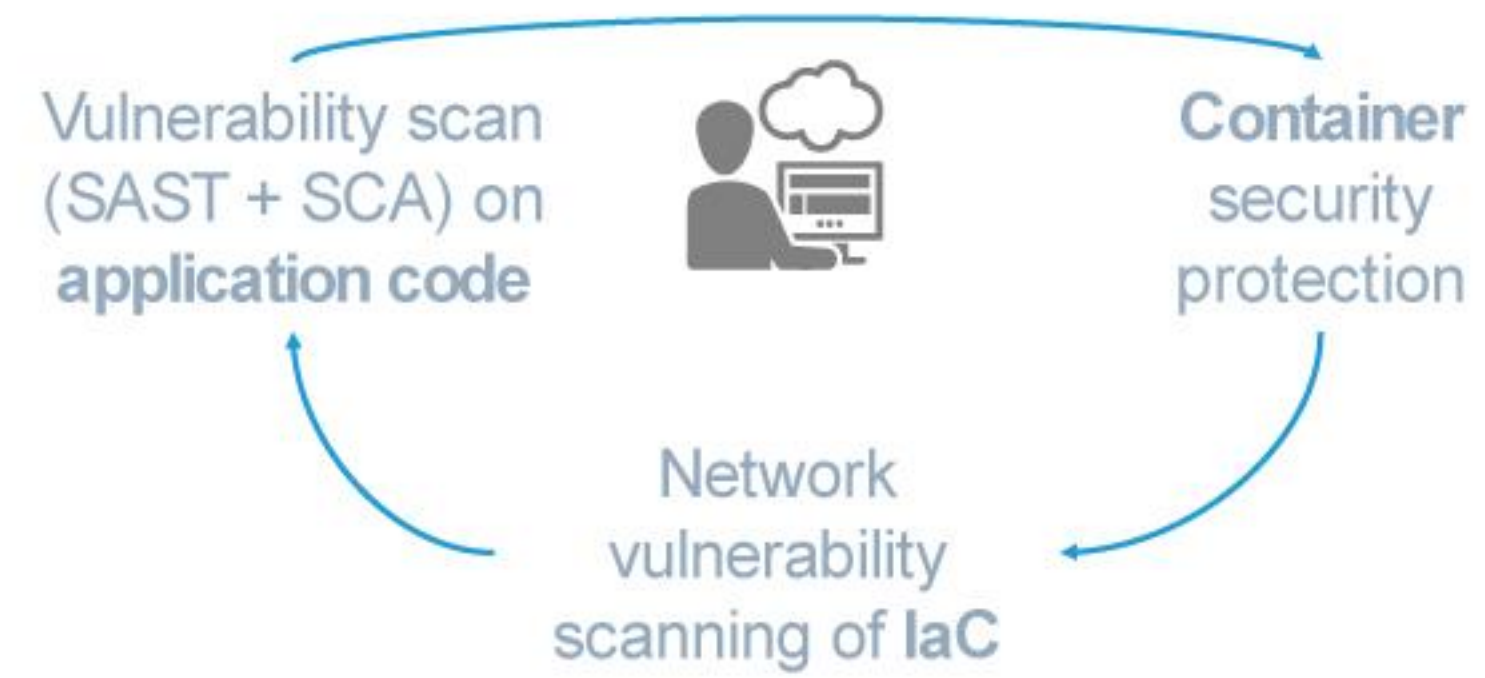 Vulnerability scan
(SAST + SCA) on
application code
Container
security
protection
Network
vulnerability
scanning of IaC